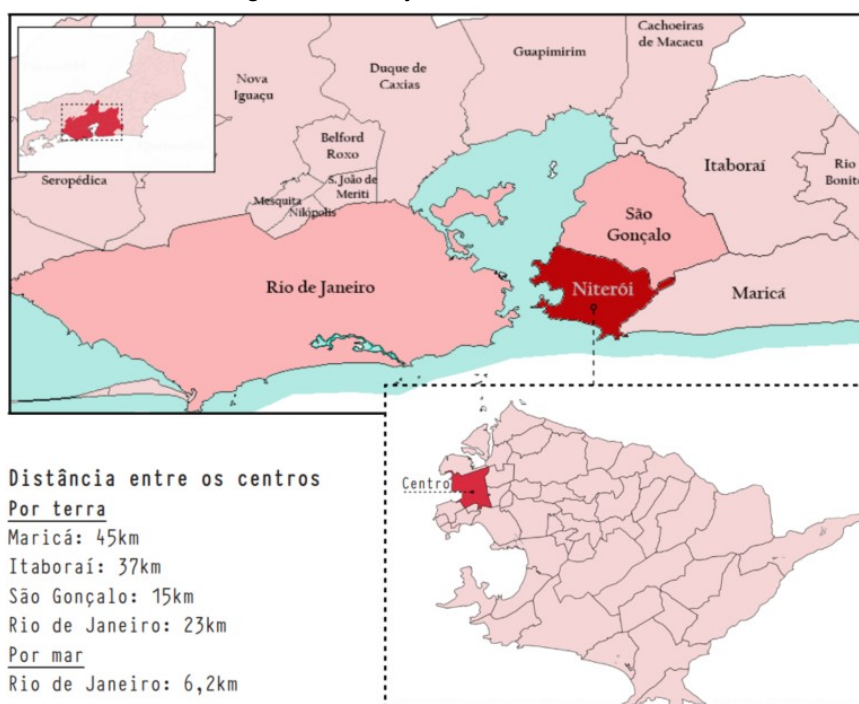 Cachoeiras
de Macacu
Guapimirim
Duque de
Caxias
Nova
Iguaçu
Belford
Roxo
Itaboraí
Rio
Bonito
Seropédica
S. João de
Meriti
Mesquita
Nilópolis
São
Gonçalo
Rio de Janeiro
Niterói
Maricá
Centro
Distância entre os centros
Por terra
Maricá: 45km
Itaboraí: 37km
São Gonçalo: 15km
Rio de Janeiro: 23km
Por mar
Rio de Janeiro: 6,2km